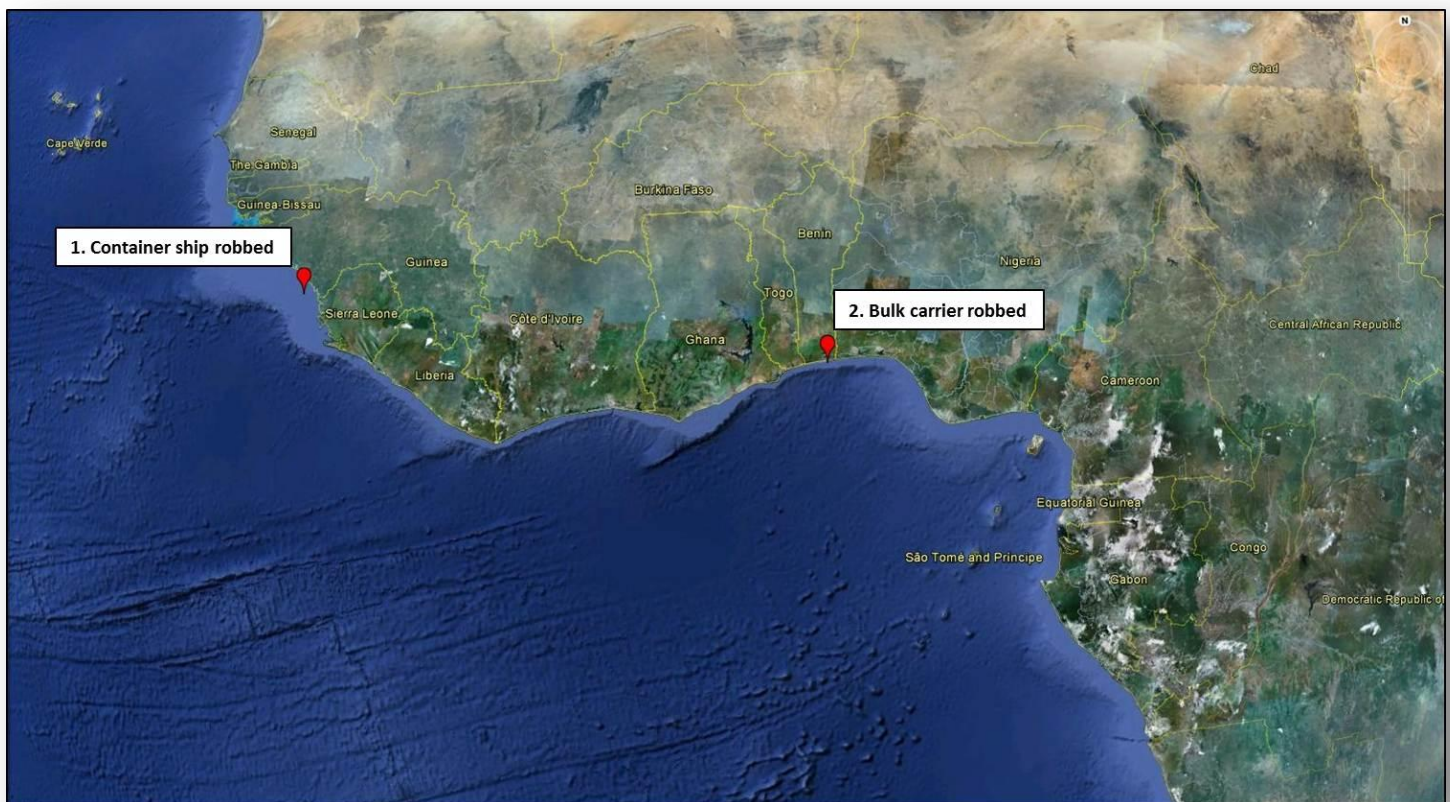 N
Chad
Senegal
Cape Verde
The Gambia
Burkina Faso
Guinea-Bissau
Benin
1. Container ship robbed
Guinea
Nigeria
Togo
2. Bulk carrier robbed
Sierra Leone
Côte d'Ivoire
Central African Republic
Ghana
Liberia
Cameroon
Equatorial Guinea
Congo
São Tomé and Príncipe
Gabon
Democratic Republic of